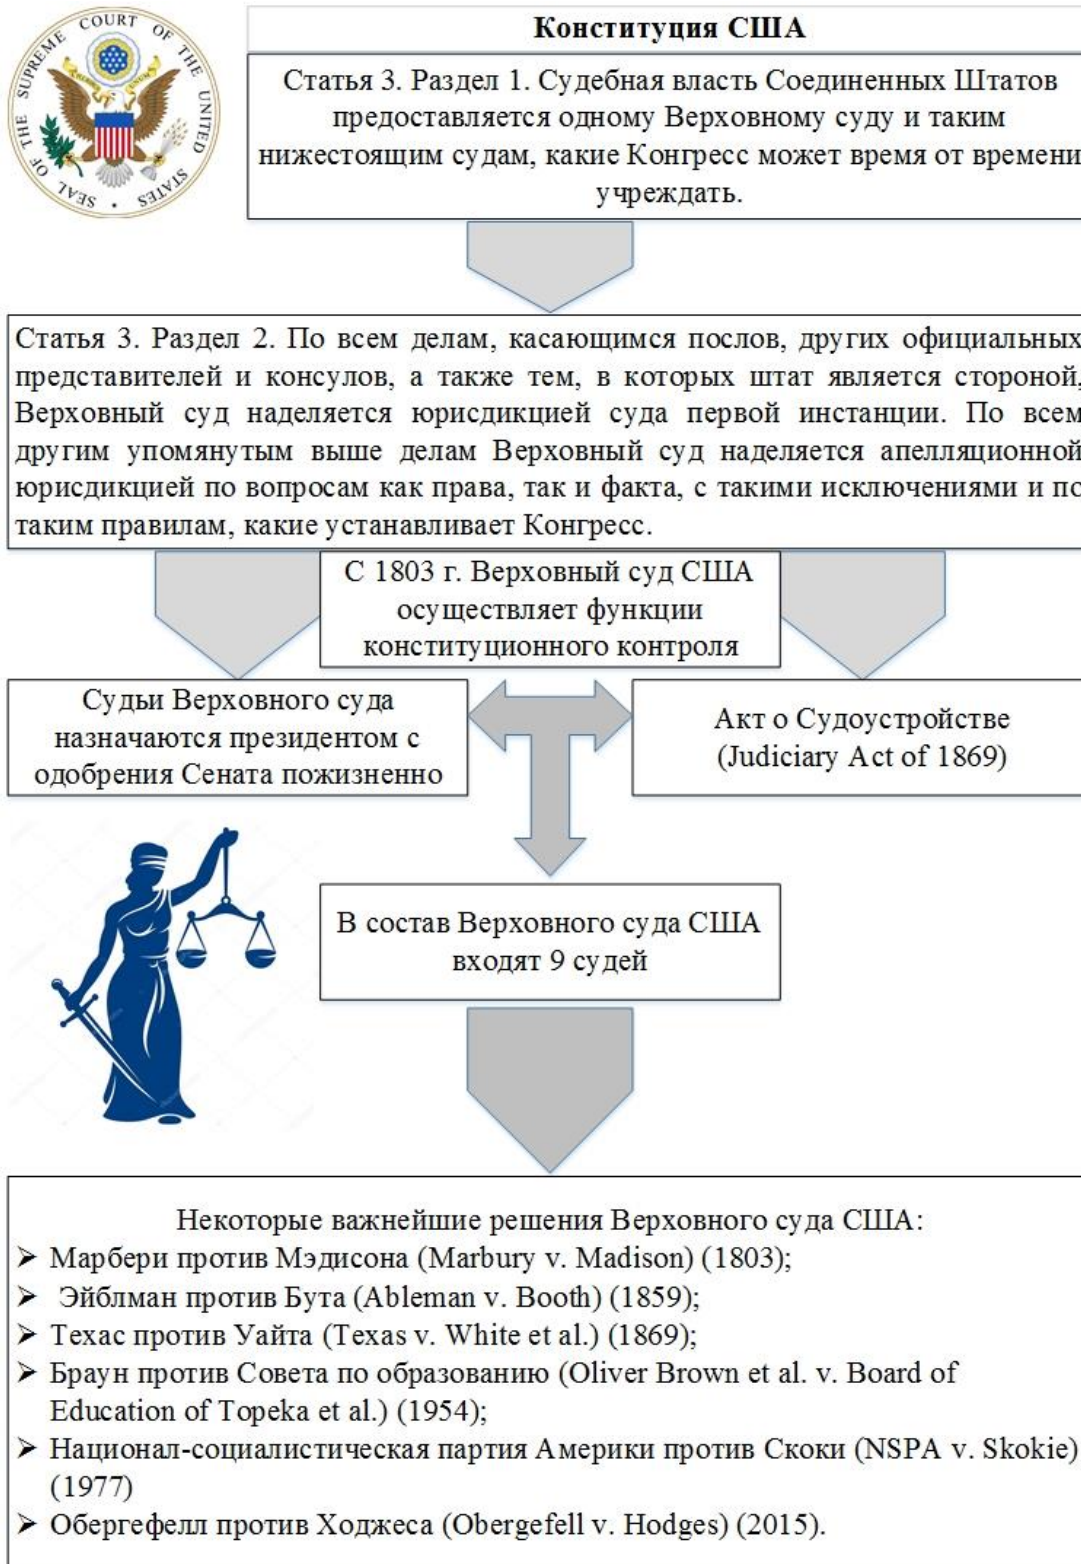 SEAL OF THE SUPREME COURT OF THE UNITED STATES
Конституция США
Статья 3. Раздел 1. Судебная власть Соединенных Штатов
предоставляется одному Верховному суду и таким
нижестоящим судам, какие Конгресс может время от времени
учреждать.
Статья 3. Раздел 2. По всем делам, касающимся послов, других официальных
представителей и консулов, а также тем, в которых штат является стороной,
Верховный суд наделяется юрисдикцией суда первой инстанции. По всем
другим упомянутым выше делам Верховный суд наделяется апелляционной
юрисдикцией по вопросам как права, так и факта, с такими исключениями и по
таким правилам, какие устанавливает Конгресс.
С 1803 г. Верховный суд США
осуществляет функции
конституционного контроля
Судьи Верховного суда
назначаются президентом с
одобрения Сената пожизненно
Акт о Судоустройстве
(Judiciary Act of 1869)
В состав Верховного суда США
входят 9 судей
Некоторые важнейшие решения Верховного суда США:
➢ Марбери против Мэдисона (Marbury v. Madison) (1803);
➢ Эйблман против Бута (Ableman v. Booth) (1859);
➢ Техас против Уайта (Texas v. White et al.) (1869);
➢ Браун против Совета по образованию (Oliver Brown et al. v. Board of
Education of Topeka et al.) (1954);
➢ Национал-социалистическая партия Америки против Скоки (NSPA v. Skokie)
(1977)
➢ Обергефелл против Ходжеса (Obergefell v. Hodges) (2015).